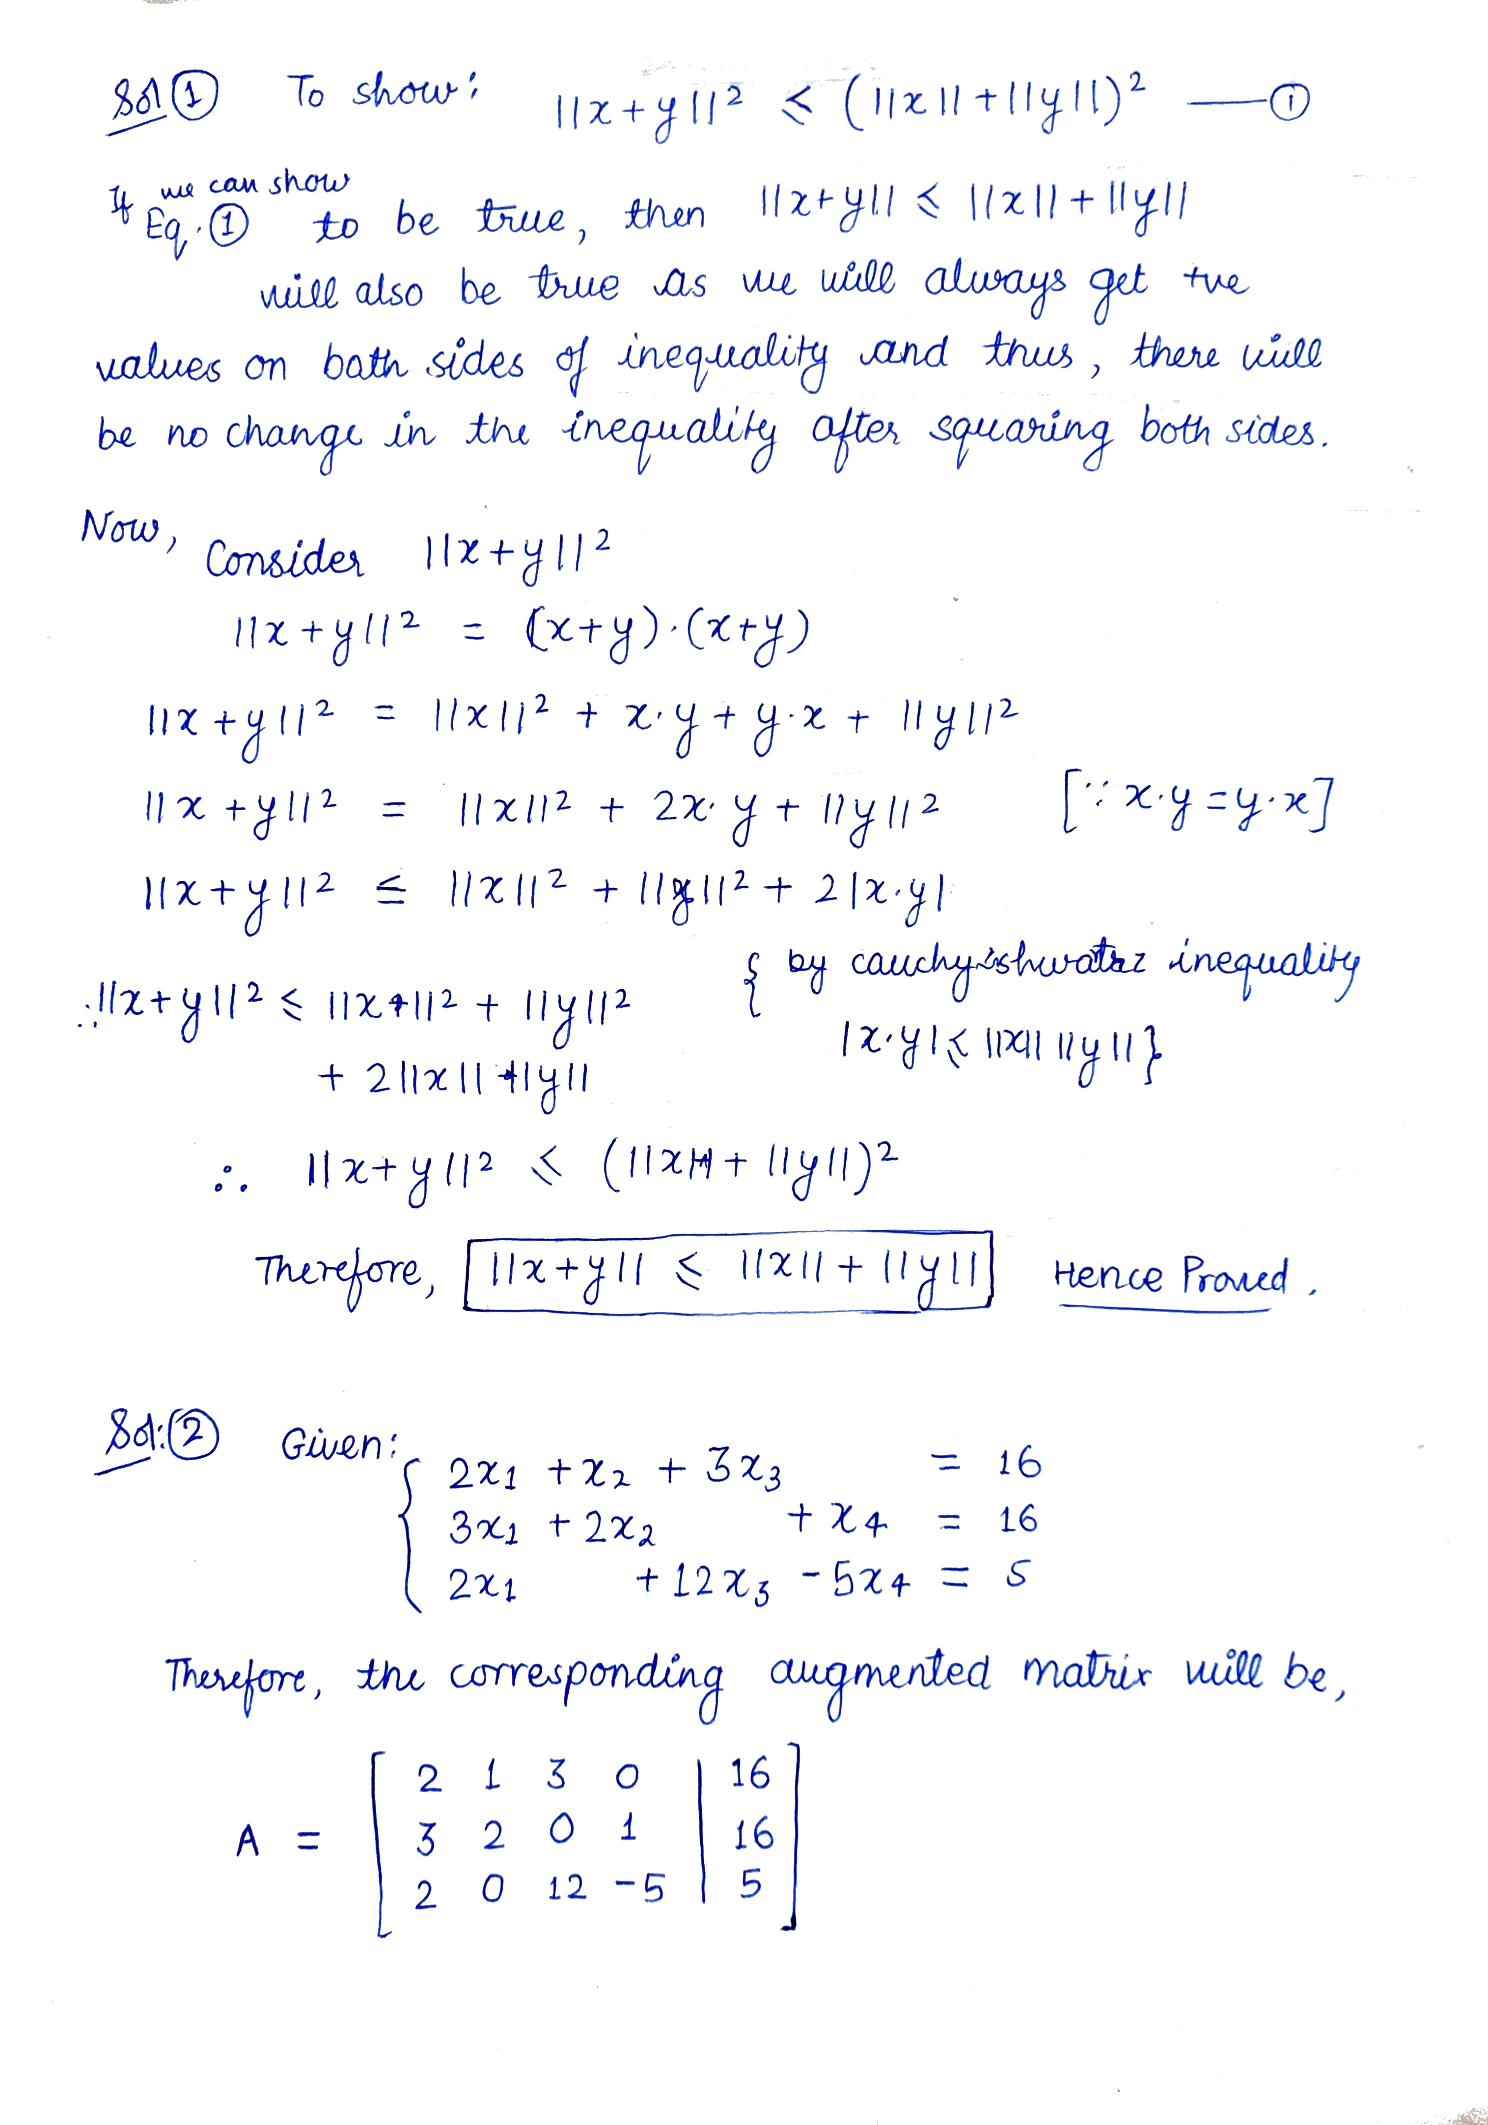 Sol ① To show: ||x+y||² ≤ (||x|| + ||y||)² — ①
If we can show
Eq. ① to be true, then ||x+y|| ≤ ||x|| + ||y||
will also be true as we will always get +ve
values on both sides of inequality and thus, there will
be no change in the inequality after squaring both sides.
Now, Consider ||x+y||²
||x+y||² = (x+y)·(x+y)
||x+y||² = ||x||² + x·y + y·x + ||y||²
||x+y||² = ||x||² + 2x·y + ||y||² [∵ x·y = y·x]
||x+y||² ≤ ||x||² + ||y||² + 2|x·y|
{ by cauchy shwatz inequality
∴ ||x+y||² ≤ ||x||² + ||y||² |x·y| ≤ ||x|| ||y|| }
+ 2||x|| ||y||
∴ ||x+y||² ≤ (||x|| + ||y||)²
Therefore, ||x+y|| ≤ ||x|| + ||y|| Hence Proved.
Sol: ② Given:
2x₁ + x₂ + 3x₃ = 16
3x₁ + 2x₂ + x₄ = 16
2x₁ + 12x₃ - 5x₄ = 5
Therefore, the corresponding augmented matrix will be,
2 1 3 0 | 16
A = 3 2 0 1 | 16
2 0 12 -5 | 5